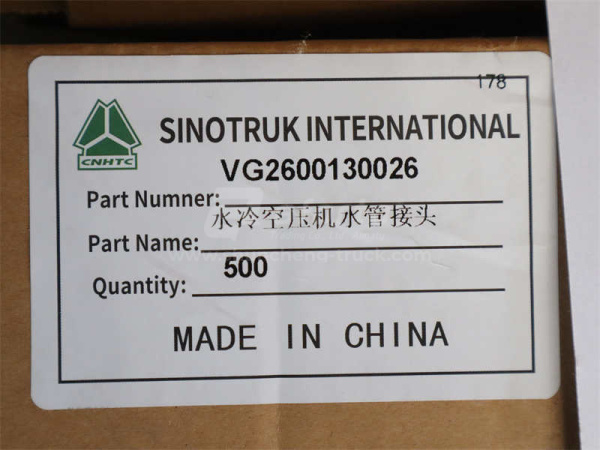 178
CNHTC
SINOTRUK INTERNATIONAL
VG2600130026
Part Numner:
水冷空压机水管接头
Part Name:
500
Quantity:
MADE IN CHINA